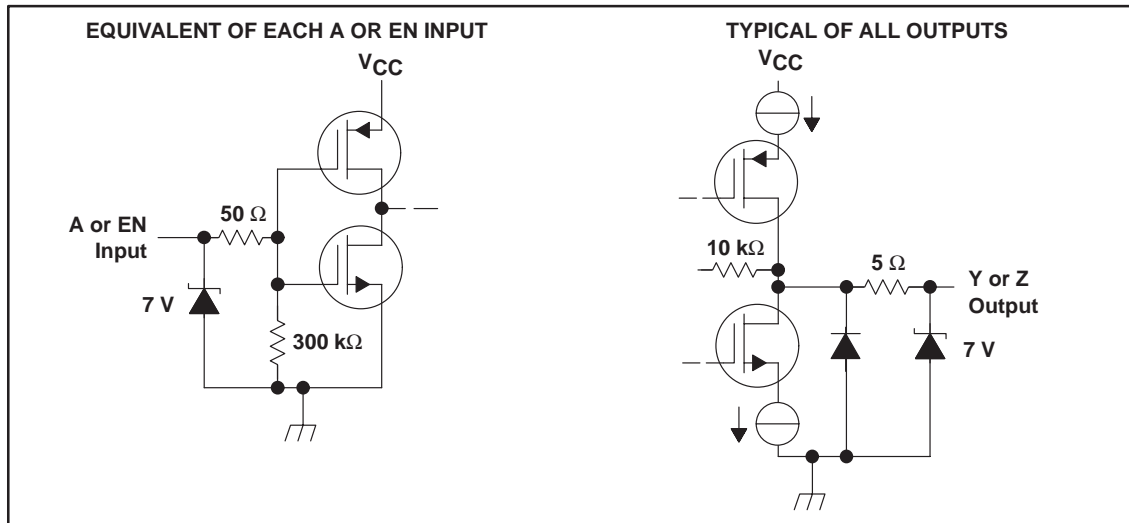 EQUIVALENT OF EACH A OR EN INPUT
VCC
50 Ω
A or EN
Input
7 V
300 kΩ
TYPICAL OF ALL OUTPUTS
VCC
10 kΩ
5 Ω
Y or Z
Output
7 V